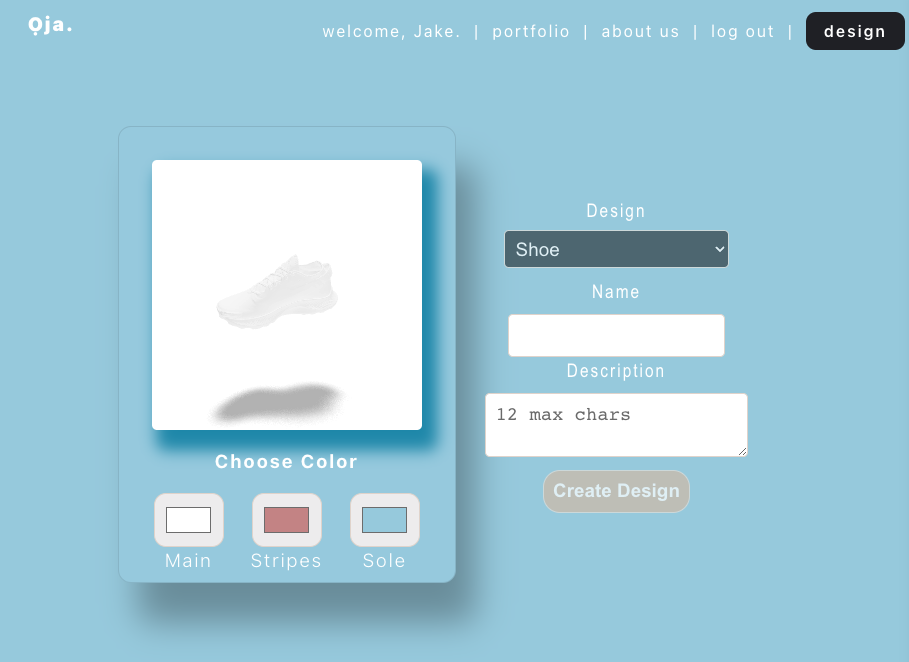 Ọja.
welcome, Jake. | portfolio | about us | log out | design
Design
Shoe
Name
Description
12 max chars
Create Design
Choose Color
Main Stripes Sole